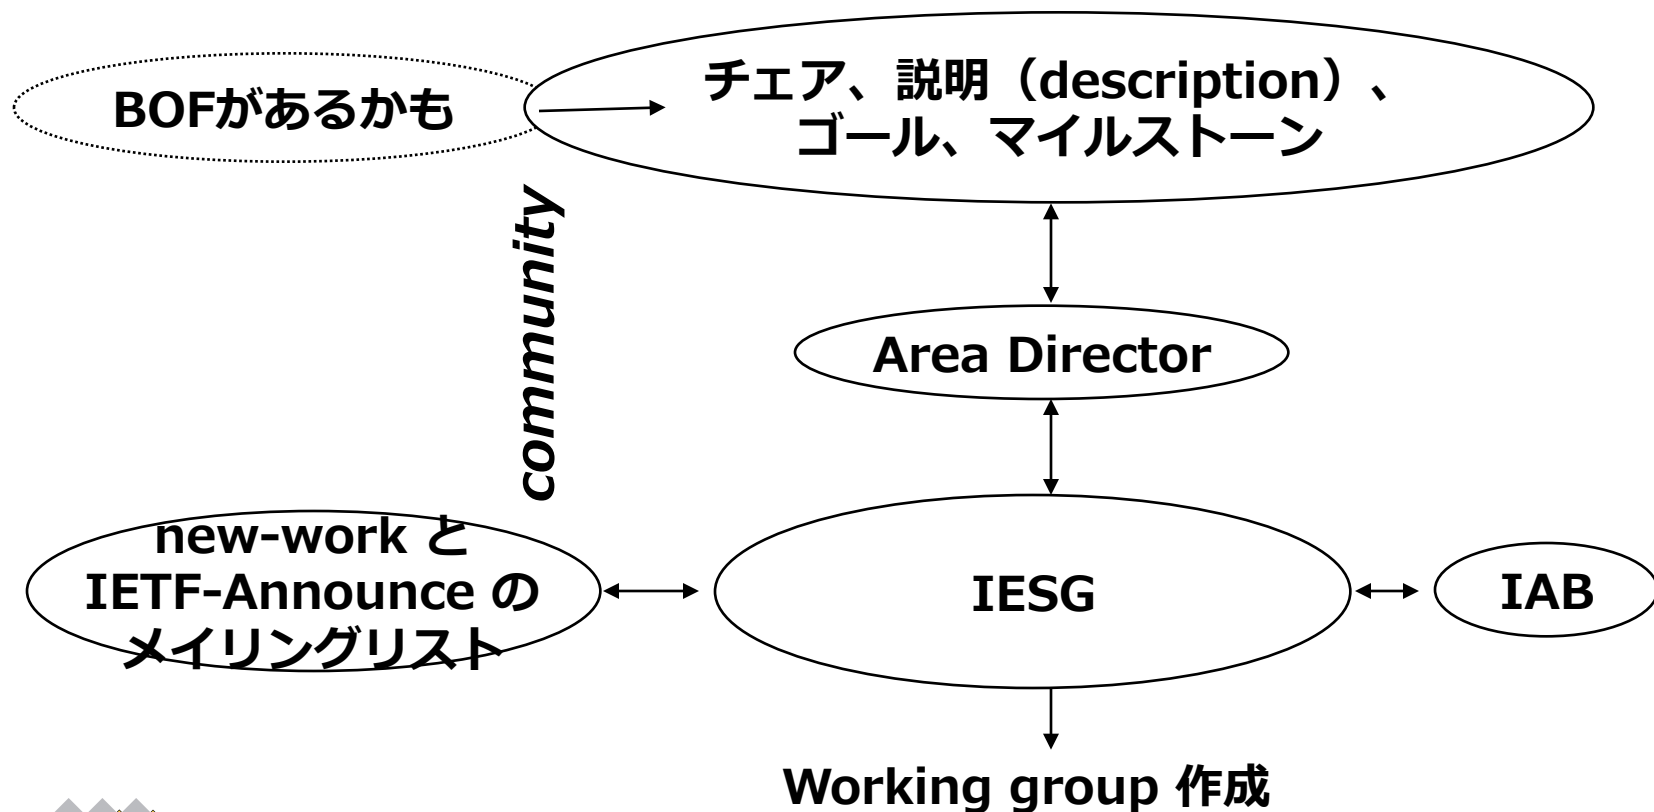 BOFがあるかも
チェア、説明（description）、
ゴール、マイルストーン
community
Area Director
new-work と
IETF-Announce の
メイリングリスト
IESG
IAB
Working group 作成